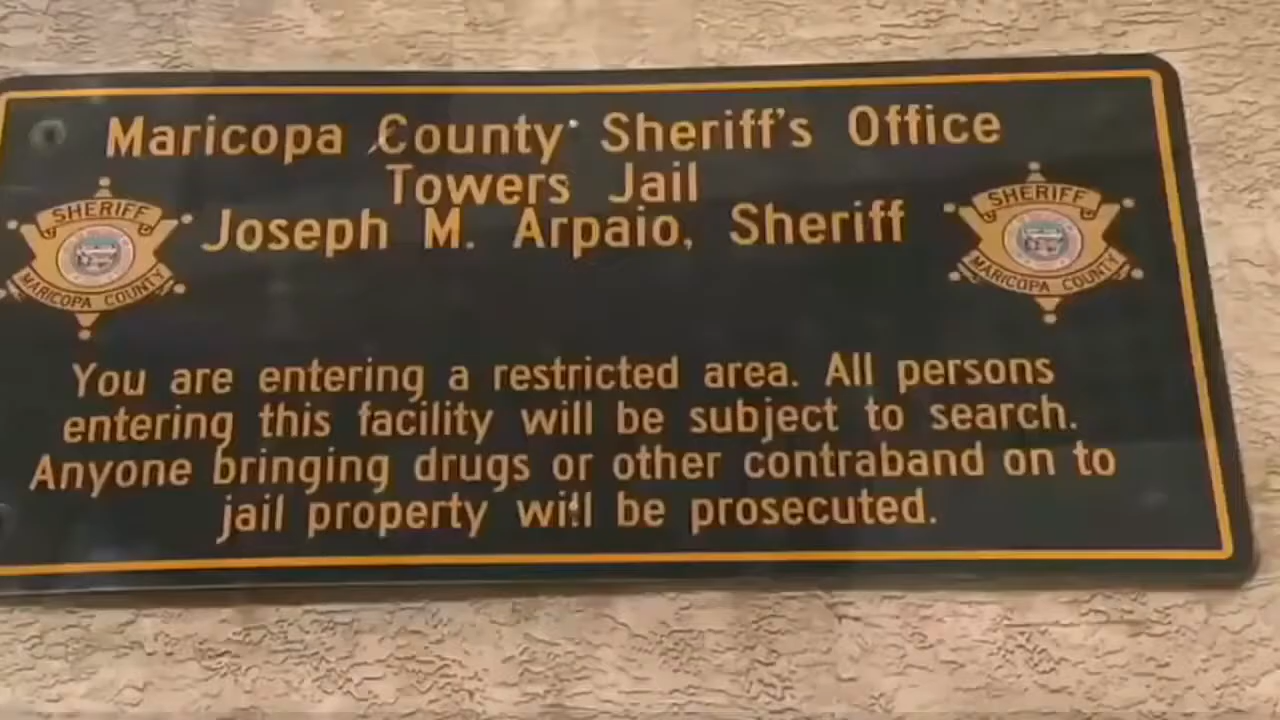 Maricopa County Sheriff's Office
Towers Jail
Joseph M. Arpaio, Sheriff
SHERIFF
MARICOPA COUNTY
SHERIFF
MARICOPA COUNTY
You are entering a restricted area. All persons
entering this facility will be subject to search.
Anyone bringing drugs or other contraband on to
jail property will be prosecuted.